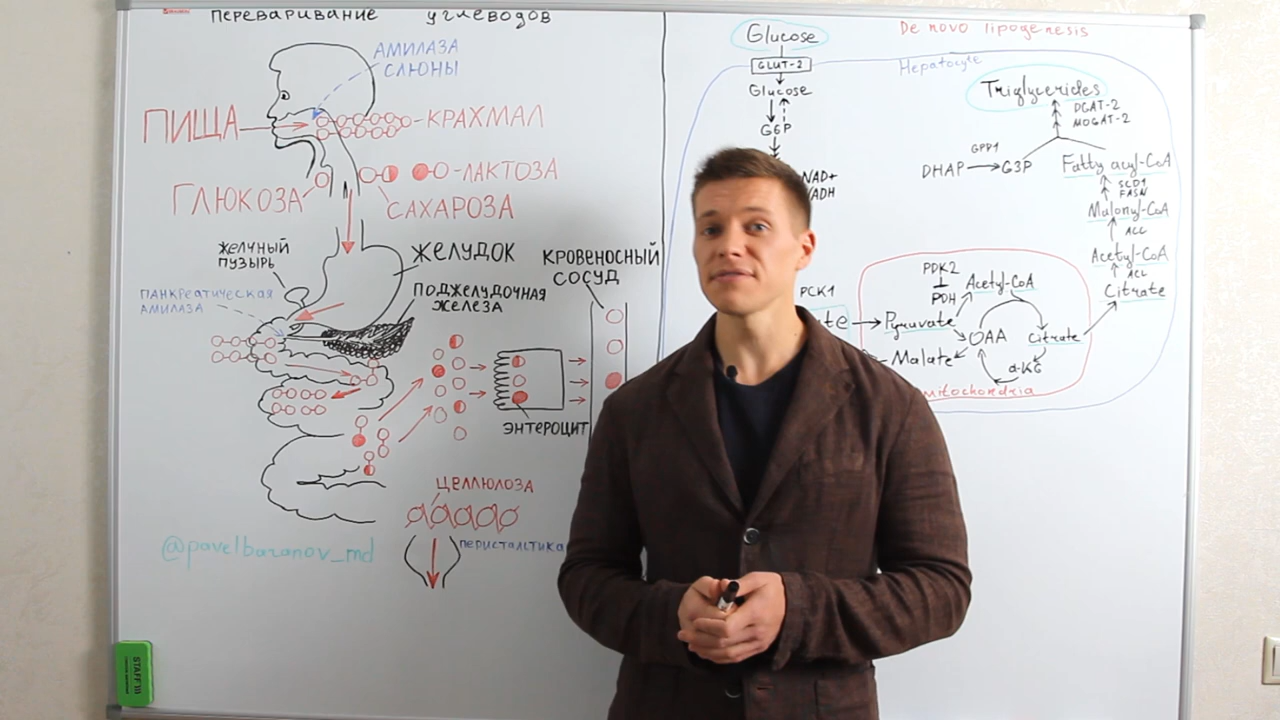 переваривание углеводов
АМИЛАЗА
СЛЮНЫ
ПИЩА
КРАХМАЛ
ЛАКТОЗА
ГЛЮКОЗА
САХАРОЗА
ЖЕЛЧНЫЙ
ПУЗЫРЬ
ЖЕЛУДОК
КРОВЕНОСНЫЙ
СОСУД
ПАНКРЕАТИЧЕСКАЯ
АМИЛАЗА
ПОДЖЕЛУДОЧНАЯ
ЖЕЛЕЗА
ЭНТЕРОЦИТ
ЦЕЛЛЮЛОЗА
перистальтика
@pavelbaranov_md
STAFF
De novo lipogenesis
Glucose
GLUT-2
Hepatocyte
Glucose
G6P
NAD+
NADH
Triglycerides
DGAT-2
MOGAT-2
GPP1
DHAP
G3P
Fatty acyl-CoA
SCD1
FASN
Malonyl-CoA
ACC
Acetyl-CoA
ACL
Citrate
PCK1
PDK2
PDH
Acetyl-CoA
Pyruvate
OAA
Citrate
Malate
α-KG
mitochondria